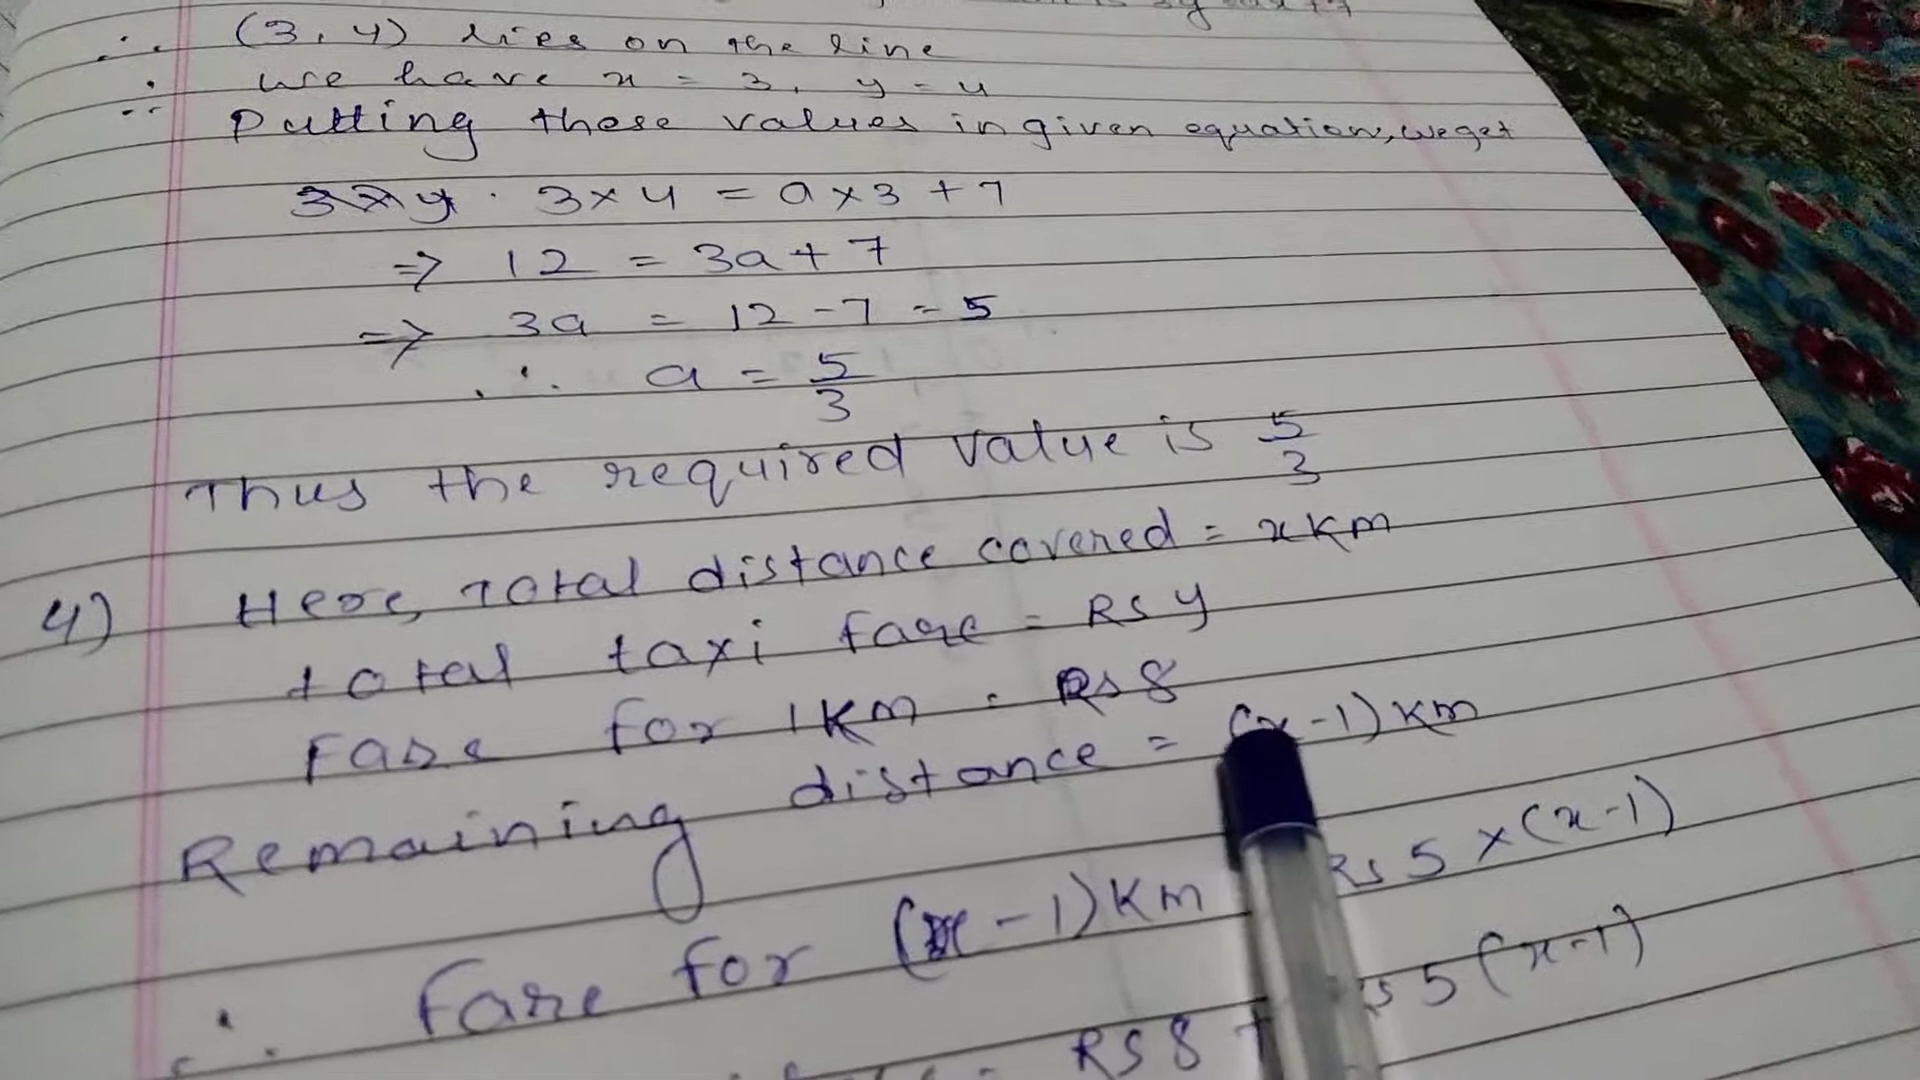 ∴ (3, 4) lies on the line
∴ we have x = 3, y = 4
Putting these values in given equation, we get
3 × 4 = a × 3 + 7
=> 12 = 3a + 7
=> 3a = 12 - 7 = 5
∴ a = 5/3
Thus the required value is 5/3
4) Here, Total distance covered = x km
total taxi fare = Rs y
Fare for 1 km = Rs 8
Remaining distance = (x - 1) km
∴ Fare for (x - 1) km Rs 5 × (x - 1)
Rs 8 + s 5 (x - 1)